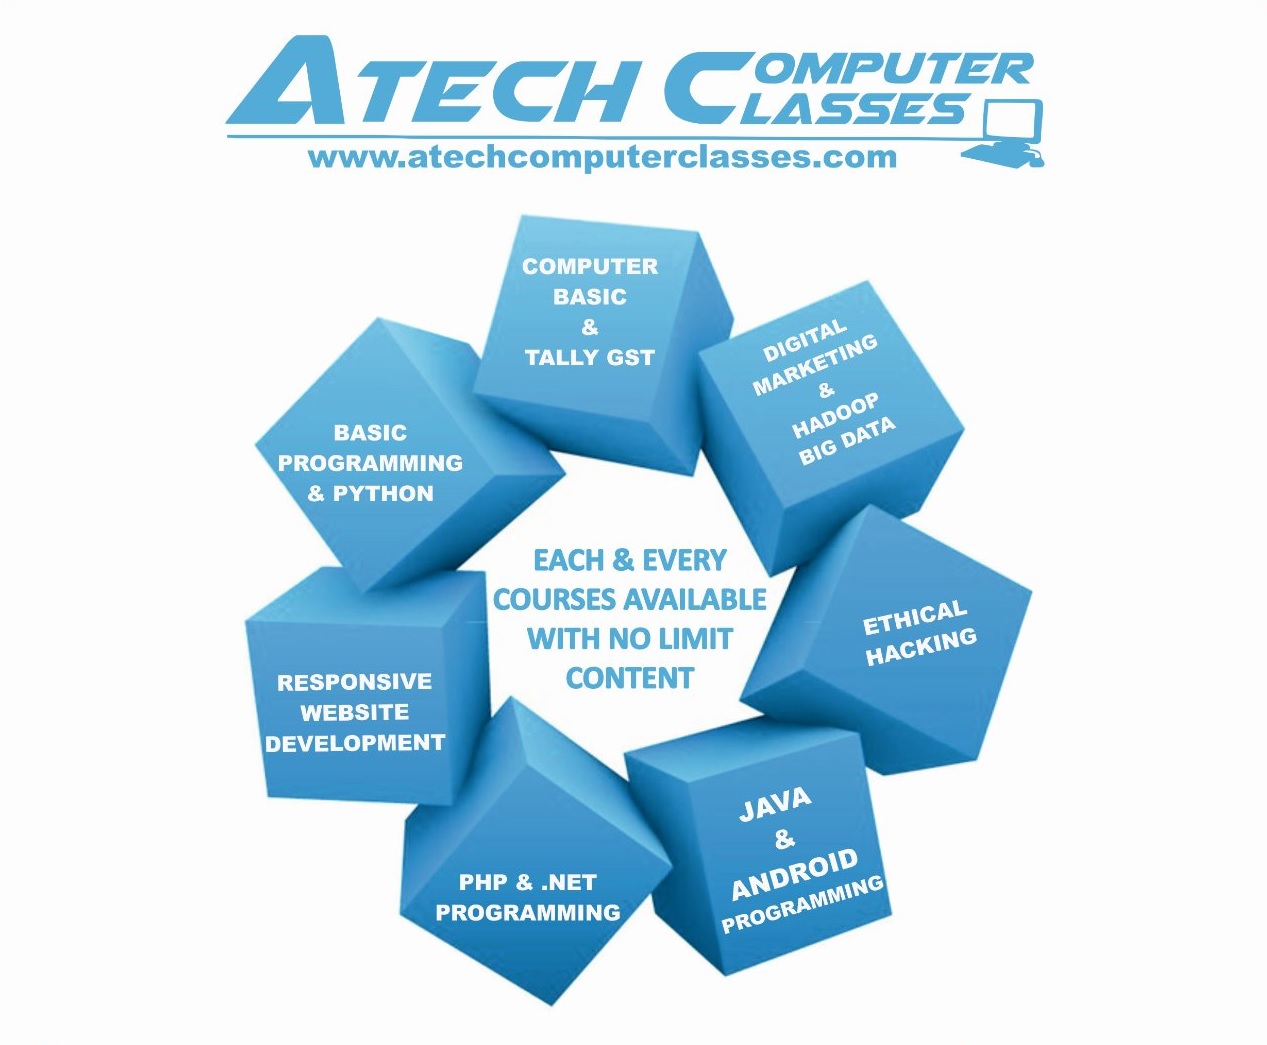 ATECH COMPUTER
CLASSES
www.atechcomputerclasses.com
COMPUTER
BASIC
&
TALLY GST
DIGITAL
MARKETING
&
HADOOP
BIG DATA
ETHICAL
HACKING
JAVA
&
ANDROID
PROGRAMMING
PHP & .NET
PROGRAMMING
RESPONSIVE
WEBSITE
DEVELOPMENT
BASIC
PROGRAMMING
& PYTHON
EACH & EVERY
COURSES AVAILABLE
WITH NO LIMIT
CONTENT